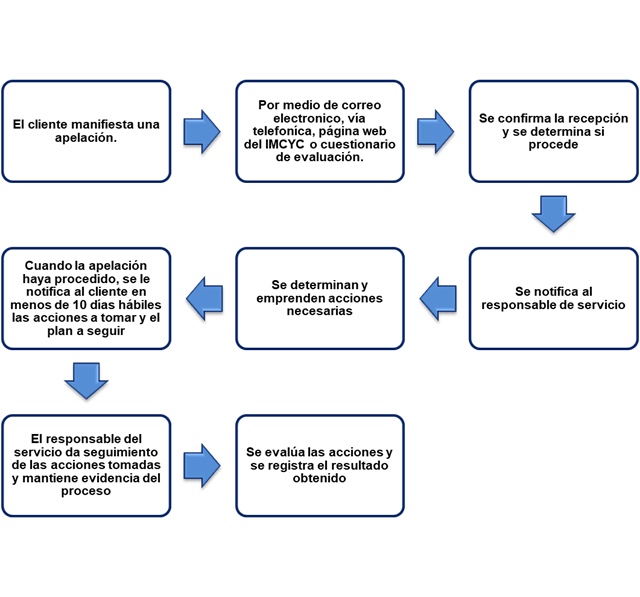 El cliente manifiesta una
apelación.
Por medio de correo
electronico, vía
telefonica, página web
del IMCYC o cuestionario
de evaluación.
Se confirma la recepción
y se determina si
procede
Se notifica al
responsable de servicio
Se determinan y
emprenden acciones
necesarias
Cuando la apelación
haya procedido, se le
notifica al cliente en
menos de 10 días hábiles
las acciones a tomar y el
plan a seguir
El responsable del
servicio da seguimiento
de las acciones tomadas
y mantiene evidencia del
proceso
Se evalúa las acciones y
se registra el resultado
obtenido